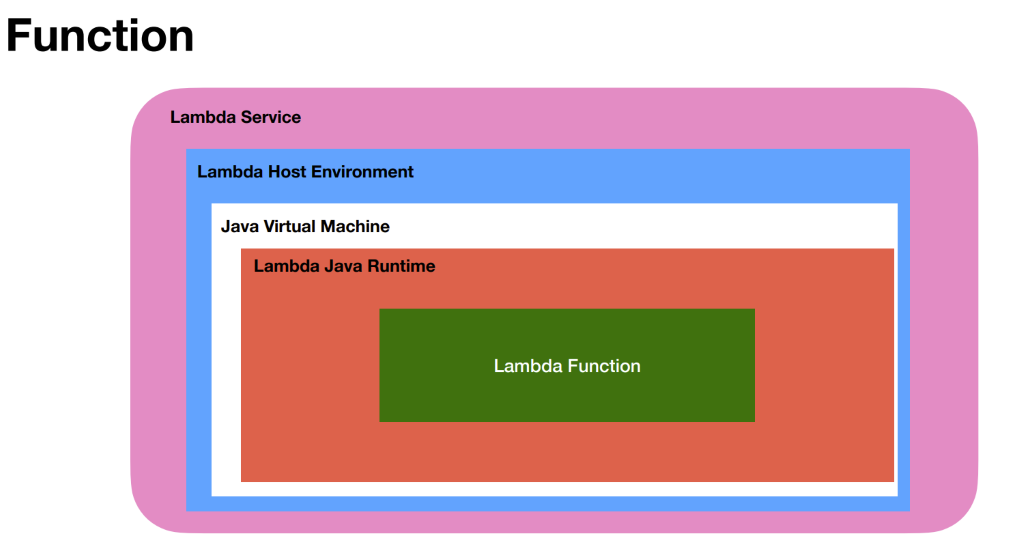 Function
Lambda Service
Lambda Host Environment
Java Virtual Machine
Lambda Java Runtime
Lambda Function